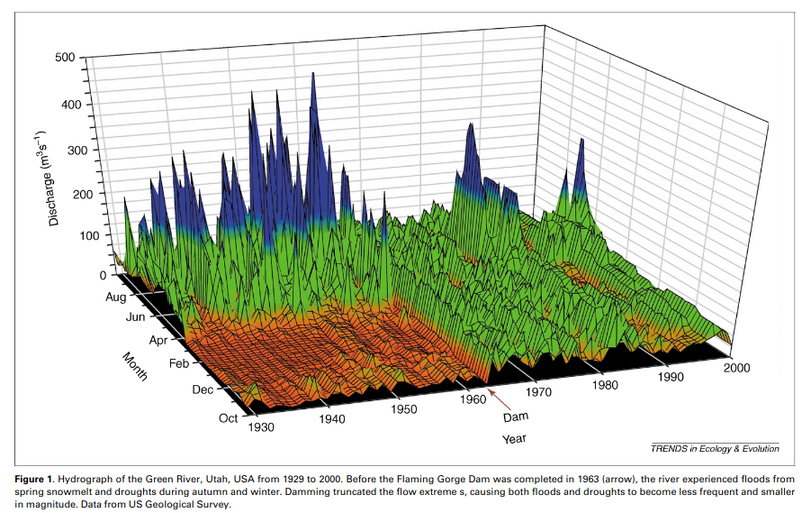 500
400
300
200
100
0
Discharge (m³s⁻¹)
Aug
Jun
Apr
Feb
Dec
Oct
Month
1930
1940
1950
1960
1970
1980
1990
2000
Dam
Year
TRENDS in Ecology & Evolution
Figure 1. Hydrograph of the Green River, Utah, USA from 1929 to 2000. Before the Flaming Gorge Dam was completed in 1963 (arrow), the river experienced floods from
spring snowmelt and droughts during autumn and winter. Damming truncated the flow extreme s, causing both floods and droughts to become less frequent and smaller
in magnitude. Data from US Geological Survey.